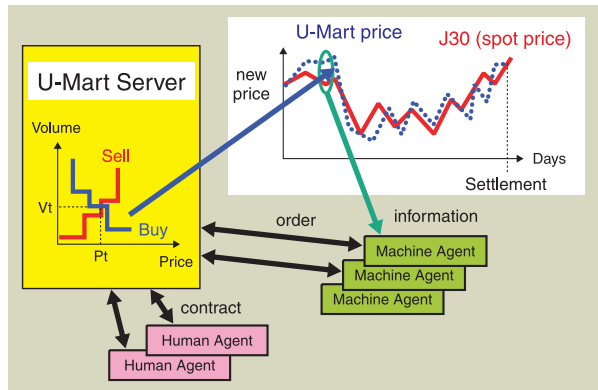 U-Mart Server
Volume
Sell
Vt
Buy
Pt
Price
U-Mart price
J30 (spot price)
new
price
Days
Settlement
order
information
Machine Agent
Machine Agent
Machine Agent
contract
Human Agent
Human Agent